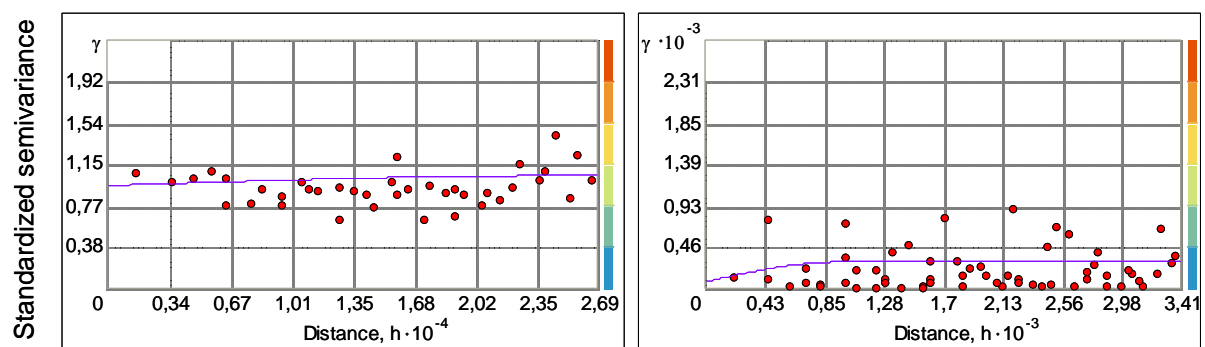 Standardized semivariance
γ
1,92
1,54
1,15
0,77
0,38
0 0,34 0,67 1,01 1,35 1,68 2,02 2,35 2,69
Distance, h · 10⁻⁴
γ · 10⁻³
2,31
1,85
1,39
0,93
0,46
0 0,43 0,85 1,28 1,7 2,13 2,56 2,98 3,41
Distance, h · 10⁻³